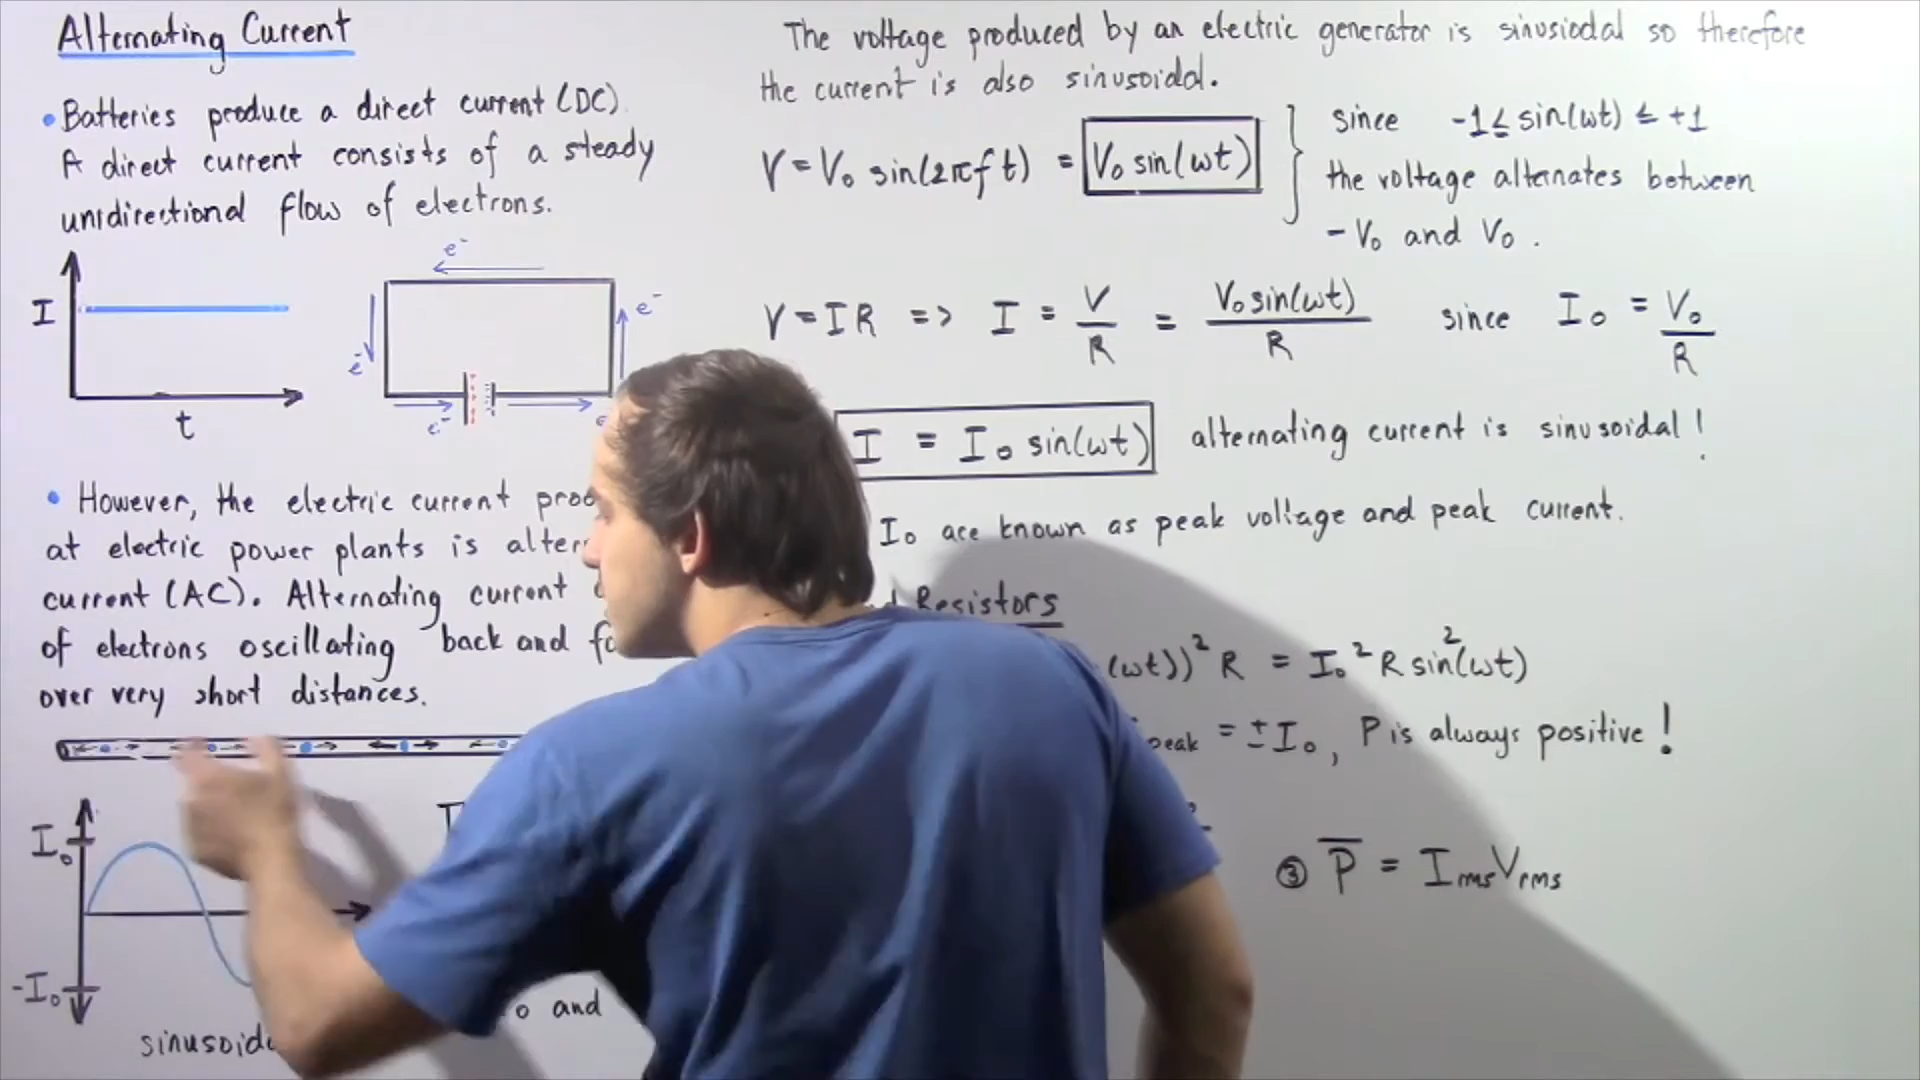 Alternating Current
• Batteries produce a direct current (DC).
A direct current consists of a steady
unidirectional flow of electrons.
e⁻
I
e⁻
e⁻
e⁻
t
• However, the electric current
at electric power plants is
current (AC). Alternating current
of electrons oscillating back and
over very short distances.
I₀
-I₀
₀ and
The voltage produced by an electric generator is sinusiodal so therefore
the current is also sinusoidal.
V = V₀ sin(2πft) = V₀ sin(ωt)
since -1 ≤ sin(ωt) ≤ +1
the voltage alternates between
-V₀ and V₀.
V = IR => I = V/R = V₀ sin(ωt)/R since I₀ = V₀/R
I = I₀ sin(ωt) alternating current is sinusoidal!
I₀ are known as peak voltage and peak current.
Resistors
(ωt))² R = I₀² R sin²(ωt)
peak = ± I₀, P is always positive!
③ P̅ = Irms Vrms